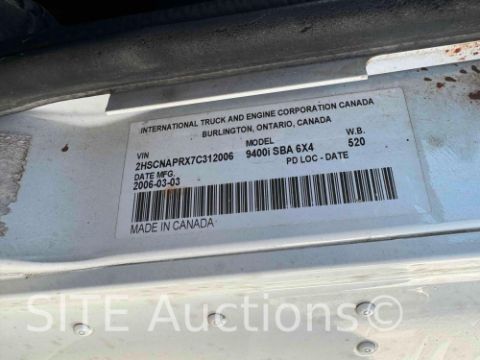 INTERNATIONAL TRUCK AND ENGINE CORPORATION CANADA
BURLINGTON, ONTARIO, CANADA
VIN MODEL W.B.
2HSCNAPRX7C312006 9400i SBA 6X4 520
DATE MFG. PD LOC - DATE
2006-03-03
MADE IN CANADA
SITE Auctions.com